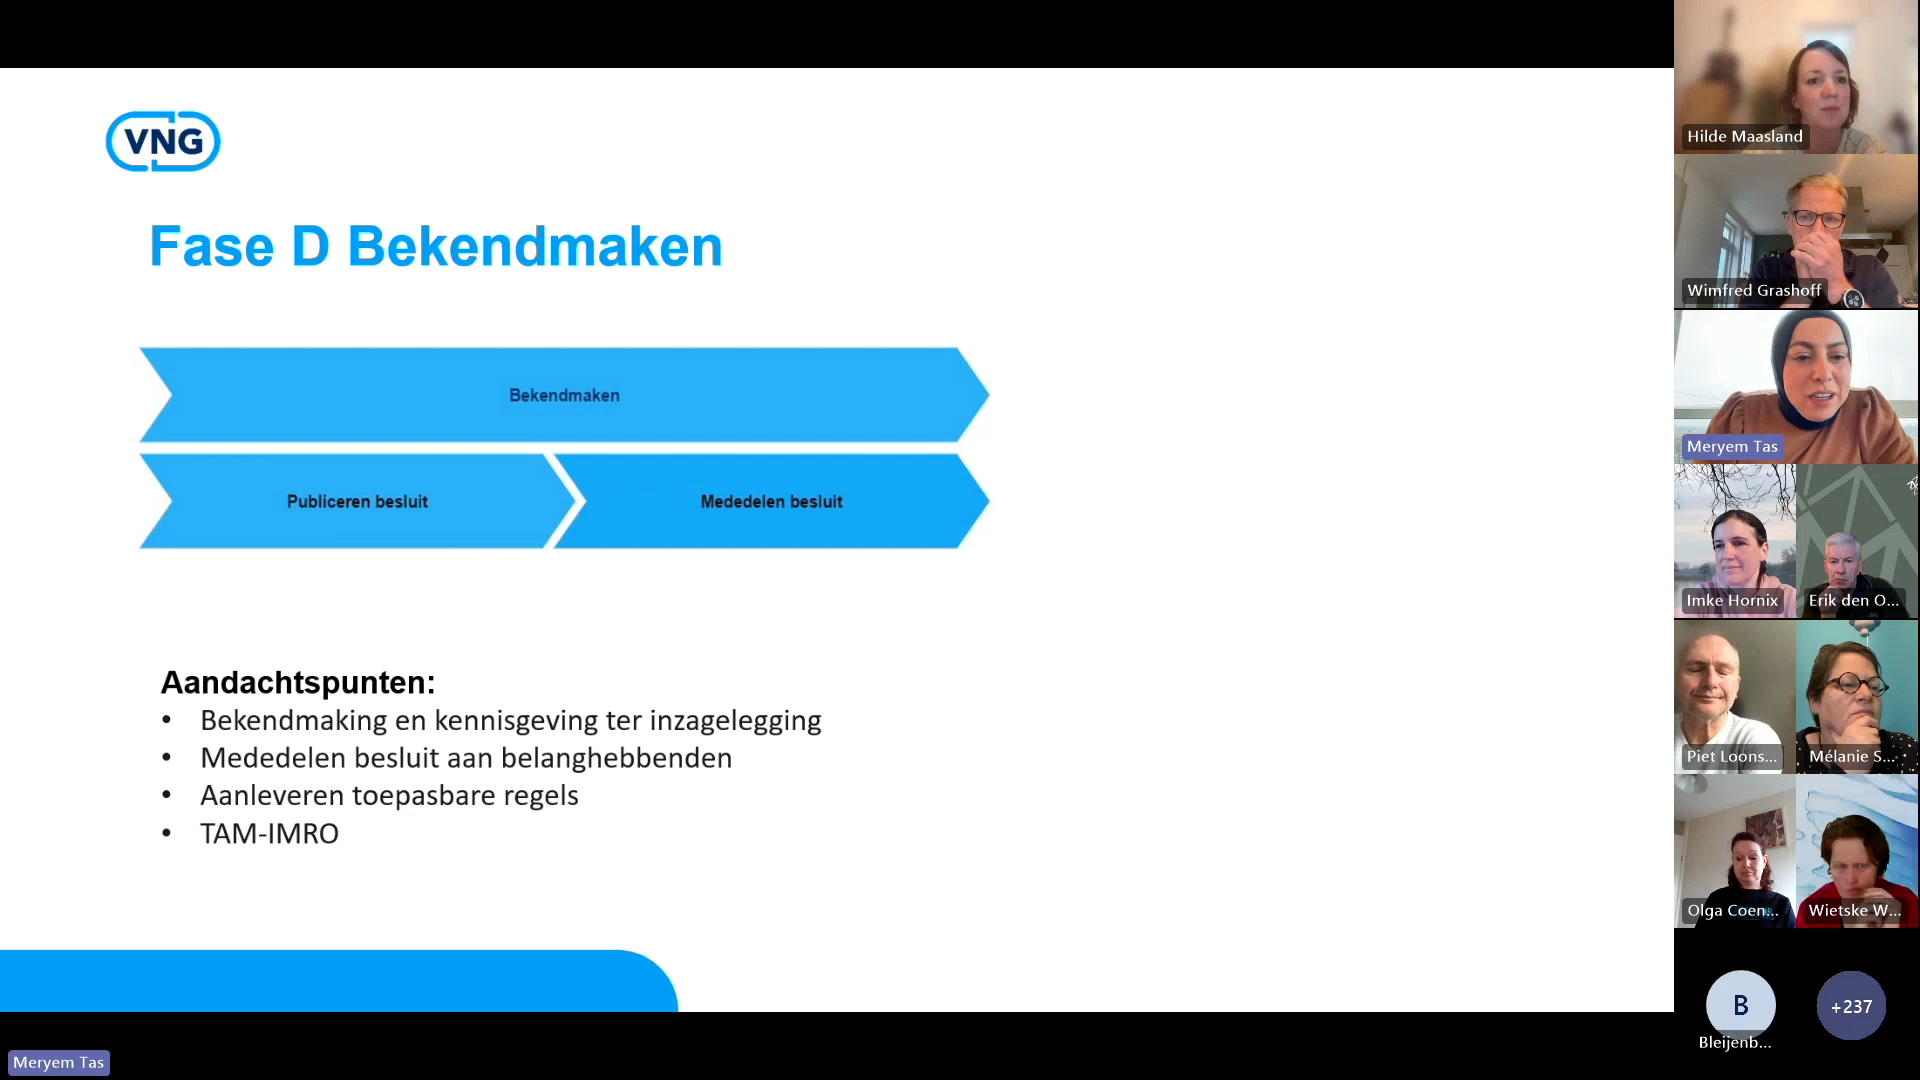 VNG
Fase D Bekendmaken
Bekendmaken
Publiceren besluit
Mededelen besluit
Aandachtspunten:
• Bekendmaking en kennisgeving ter inzagelegging
• Mededelen besluit aan belanghebbenden
• Aanleveren toepasbare regels
• TAM-IMRO
Meryem Tas
Hilde Maasland
Wimfred Grashoff
Meryem Tas
Imke Hornix
Erik den O...
Piet Loons...
Mélanie S...
Olga Coen...
Wietske W...
B
Bleijenb...
+237